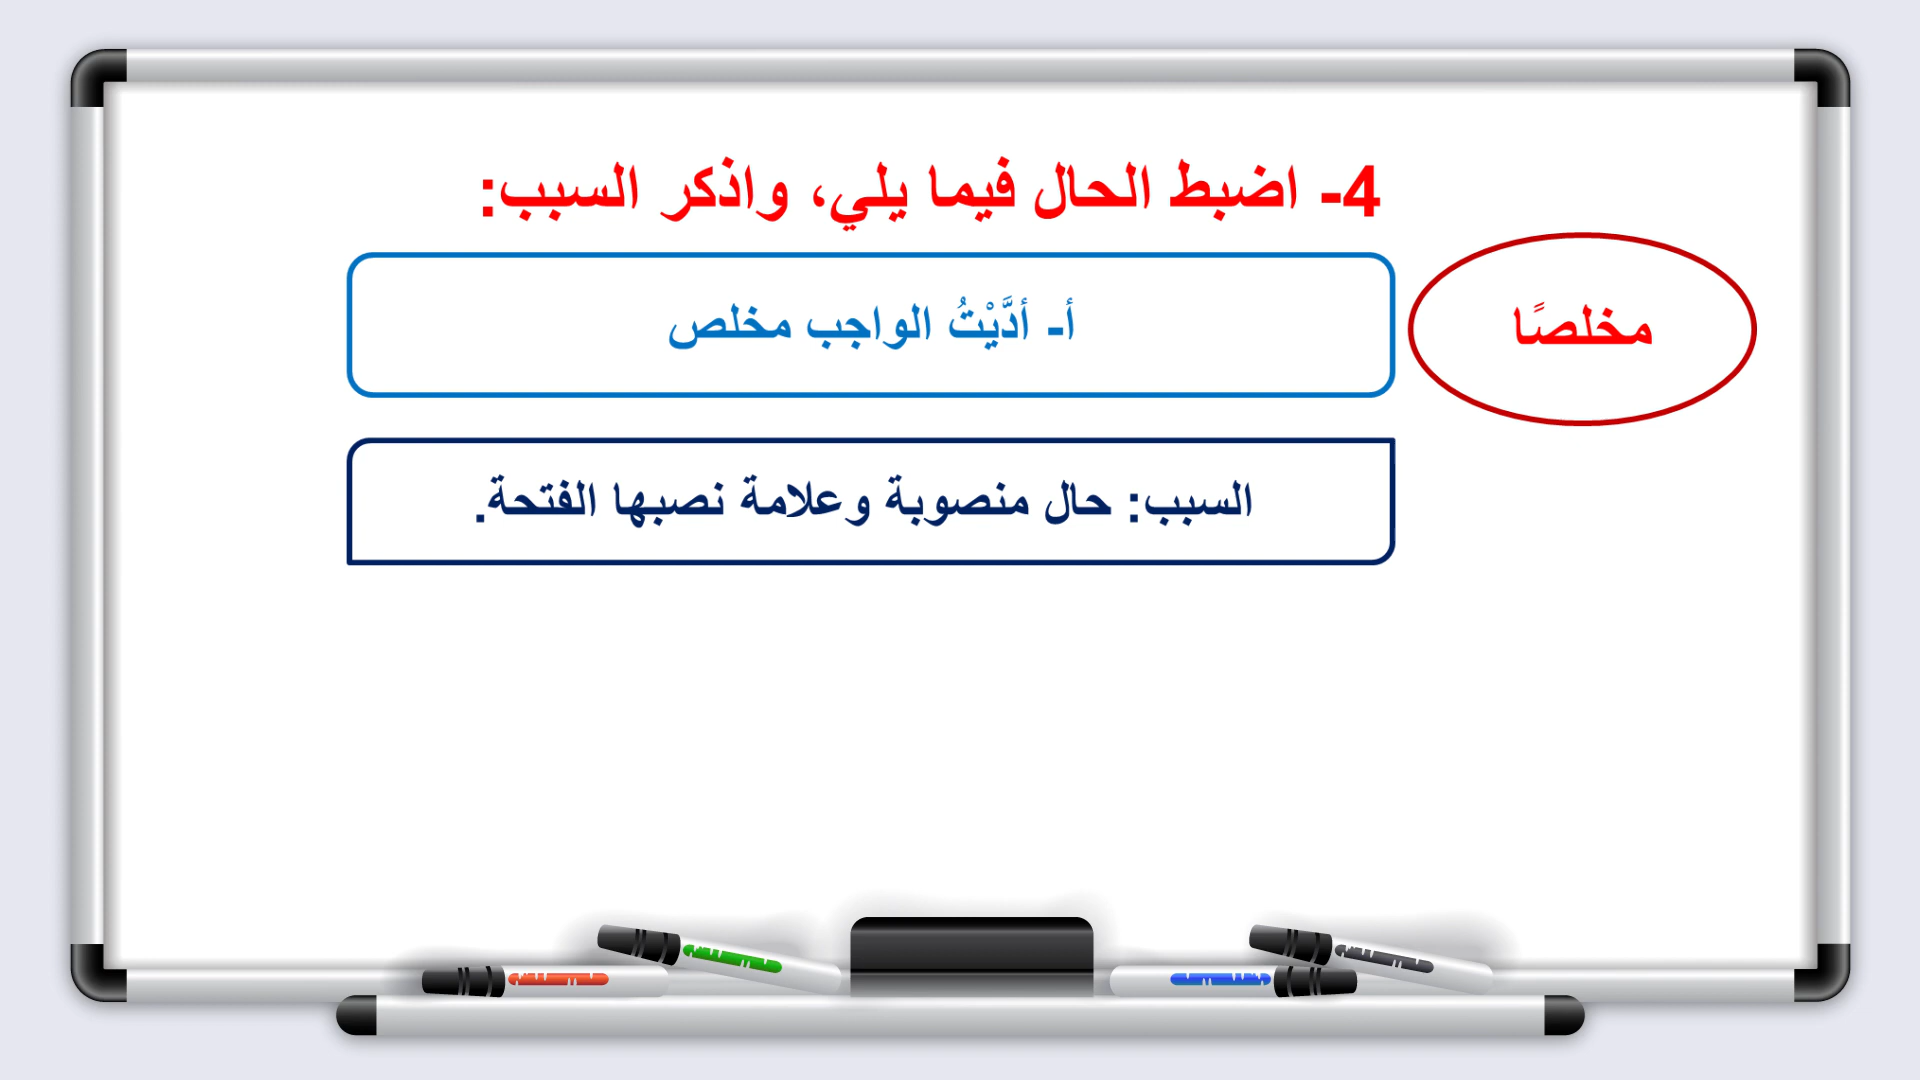 4- اضبط الحال فيما يلي، واذكر السبب:
مخلصًا
أ- أدَّيْتُ الواجب مخلص
السبب: حال منصوبة وعلامة نصبها الفتحة.